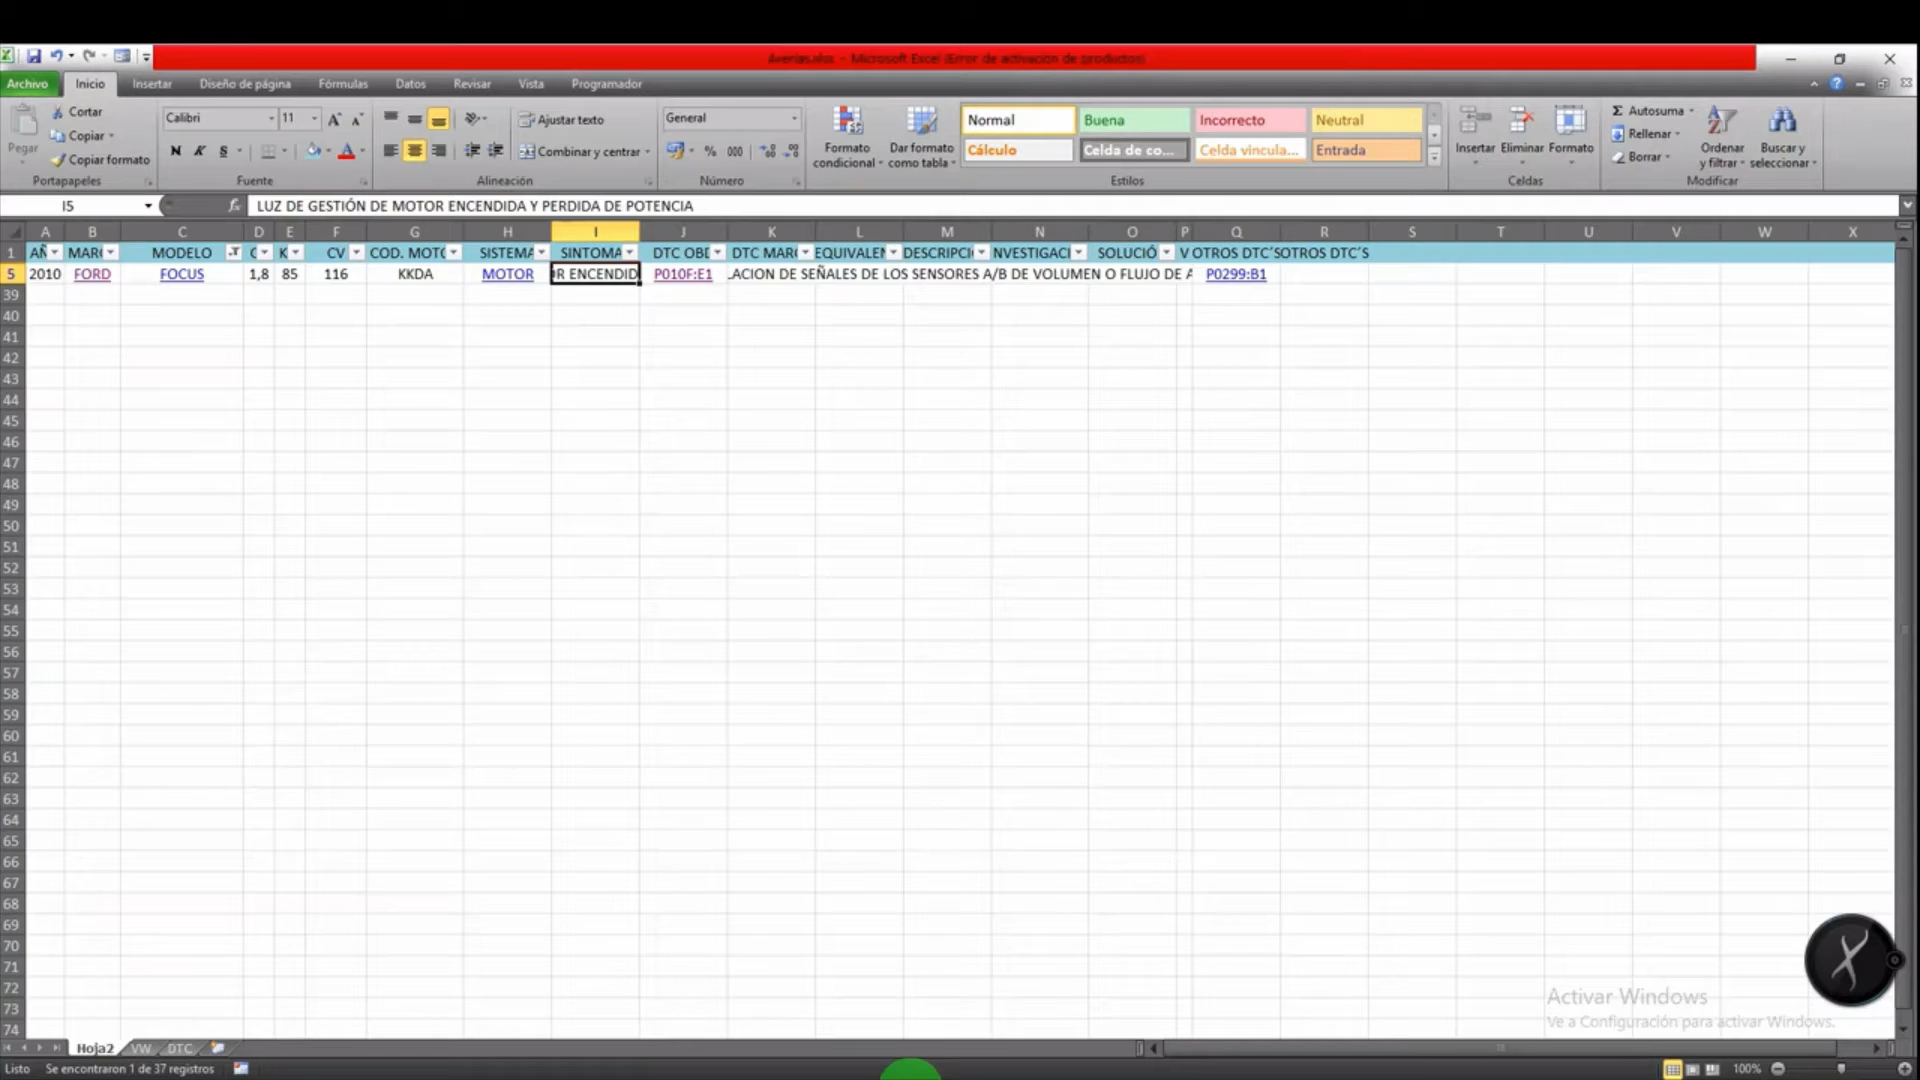 Averias.xlsx - Microsoft Excel (Error de activación de productos)
Archivo Inicio Insertar Diseño de página Fórmulas Datos Revisar Vista Programador
Pegar Cortar Copiar Copiar formato
Portapapeles
Calibri 11
N K S
Fuente
Ajustar texto
Combinar y centrar
Alineación
General
% 000
Número
Formato condicional
Dar formato como tabla
Normal Buena Incorrecto Neutral
Cálculo Celda de co... Celda vincula... Entrada
Estilos
Insertar Eliminar Formato
Celdas
Σ Autosuma
Rellenar
Borrar
Ordenar y filtrar
Buscar y seleccionar
Modificar
I5 fx LUZ DE GESTIÓN DE MOTOR ENCENDIDA Y PERDIDA DE POTENCIA
A B C D E F G H I J K L M N O P Q R S T U V W X
1 AÑ MARC MODELO C K CV COD. MOTO SISTEMA SINTOMA DTC OBD DTC MARC EQUIVALEN DESCRIPCI NVESTIGACI SOLUCIÓ V OTROS DTC´S OTROS DTC´S
5 2010 FORD FOCUS 1,8 85 116 KKDA MOTOR R ENCENDID P010F:E1 LACION DE SEÑALES DE LOS SENSORES A/B DE VOLUMEN O FLUJO DE A P0299:B1
39
40
41
42
43
44
45
46
47
48
49
50
51
52
53
54
55
56
57
58
59
60
61
62
63
64
65
66
67
68
69
70
71
72
73
74
Activar Windows
Ve a Configuración para activar Windows.
Hoja2 VW DTC
Listo Se encontraron 1 de 37 registros 100%